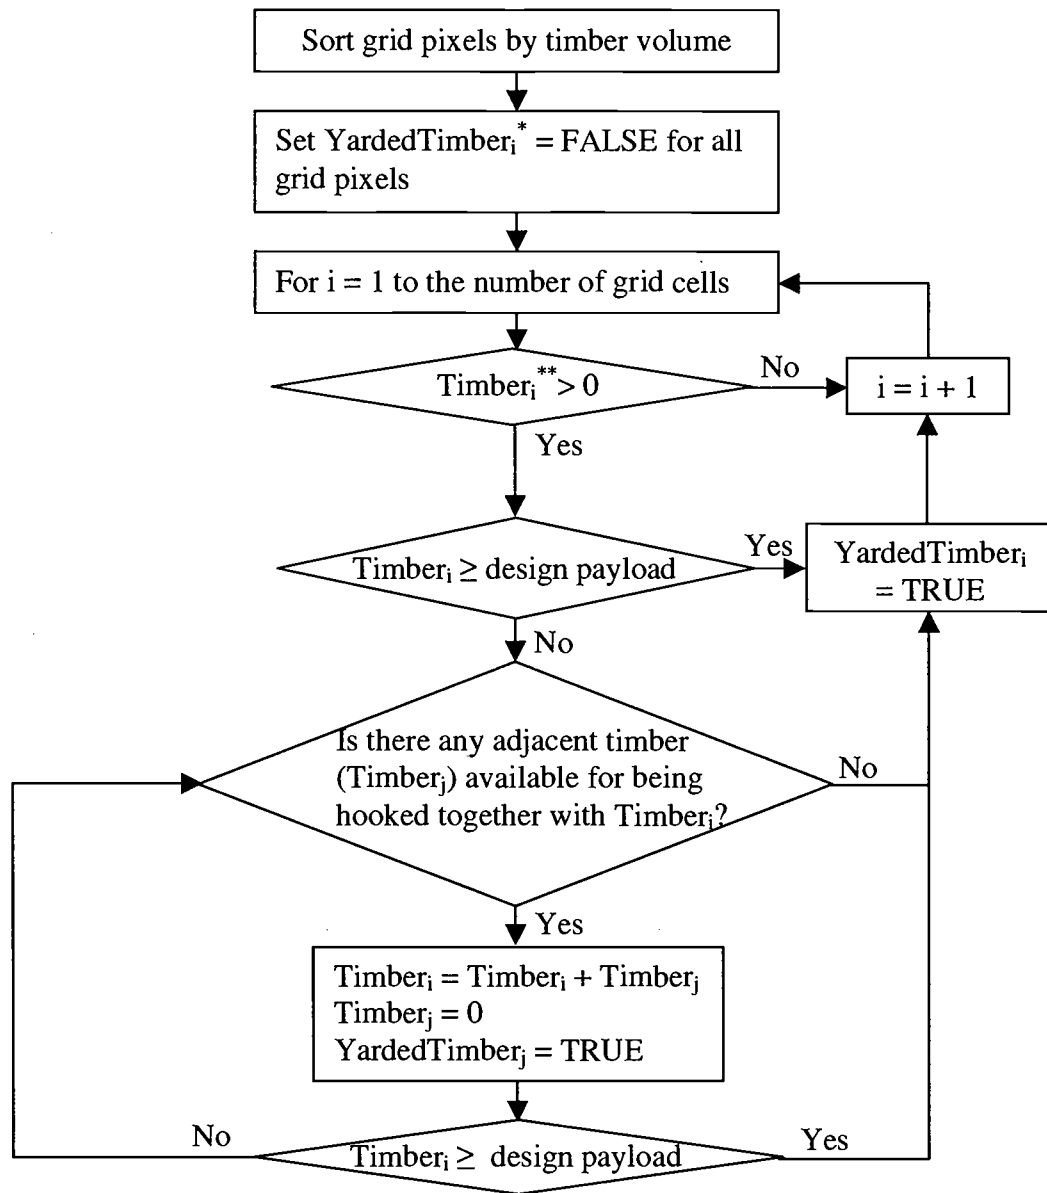 Sort grid pixels by timber volume
Set YardedTimberᵢ* = FALSE for all
grid pixels
For i = 1 to the number of grid cells
Timberᵢ** > 0
No
i = i + 1
Yes
Timberᵢ ≥ design payload
Yes
YardedTimberᵢ
= TRUE
No
Is there any adjacent timber
(Timberⱼ) available for being
hooked together with Timberᵢ?
No
Yes
Timberᵢ = Timberᵢ + Timberⱼ
Timberⱼ = 0
YardedTimberⱼ = TRUE
No
Timberᵢ ≥ design payload
Yes